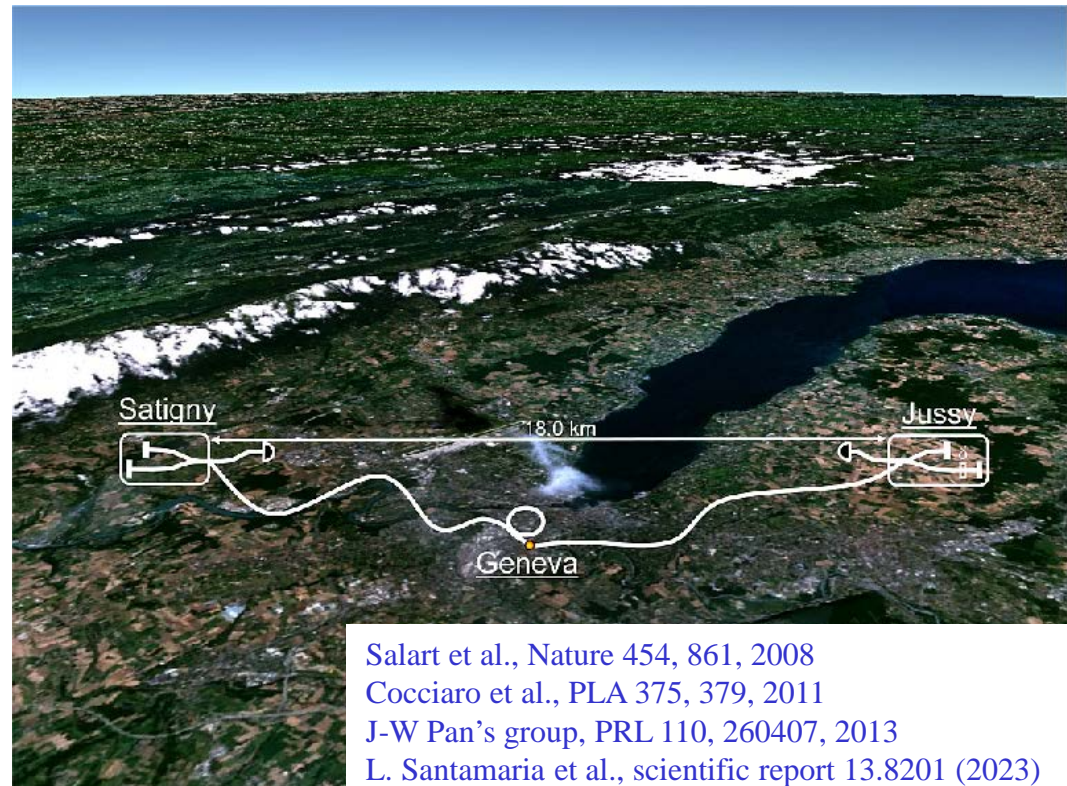 Satigny
Jussy
18.0 km
Geneva
Salart et al., Nature 454, 861, 2008
Cocciaro et al., PLA 375, 379, 2011
J-W Pan’s group, PRL 110, 260407, 2013
L. Santamaria et al., scientific report 13.8201 (2023)